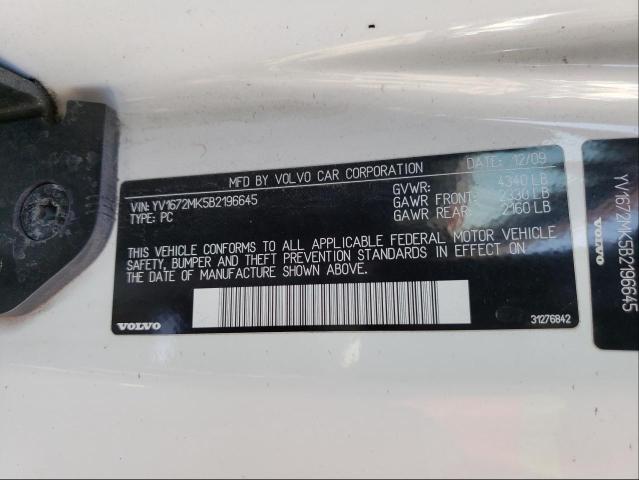 MFD BY VOLVO CAR CORPORATION DATE: 12/09
VIN: YV1672MK5B2196645
TYPE: PC
GVWR: 4340 LB
GAWR FRONT: 2330 LB
GAWR REAR: 2160 LB
THIS VEHICLE CONFORMS TO ALL APPLICABLE FEDERAL MOTOR VEHICLE
SAFETY, BUMPER AND THEFT PREVENTION STANDARDS IN EFFECT ON
THE DATE OF MANUFACTURE SHOWN ABOVE.
VOLVO
31276842
VOLVO
YV1672MK5B2196645